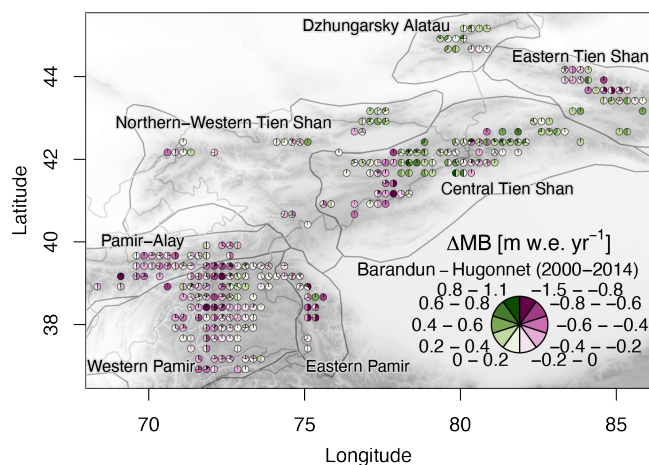 Dzhungarsky Alatau
Eastern Tien Shan
Northern−Western Tien Shan
Central Tien Shan
Pamir−Alay
Western Pamir
Eastern Pamir
ΔMB [m w.e. yr⁻¹]
Barandun − Hugonnet (2000−2014)
0.8 − 1.1
−1.5 − −0.8
0.6 − 0.8
−0.8 − −0.6
0.4 − 0.6
−0.6 − −0.4
0.2 − 0.4
−0.4 − −0.2
0 − 0.2
−0.2 − 0
44
42
40
38
Latitude
70
75
80
85
Longitude